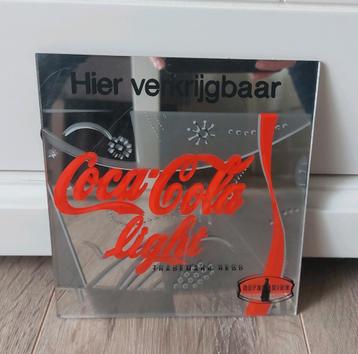 Hier verkrijgbaar
Coca-Cola
light
TRADEMARK REGD